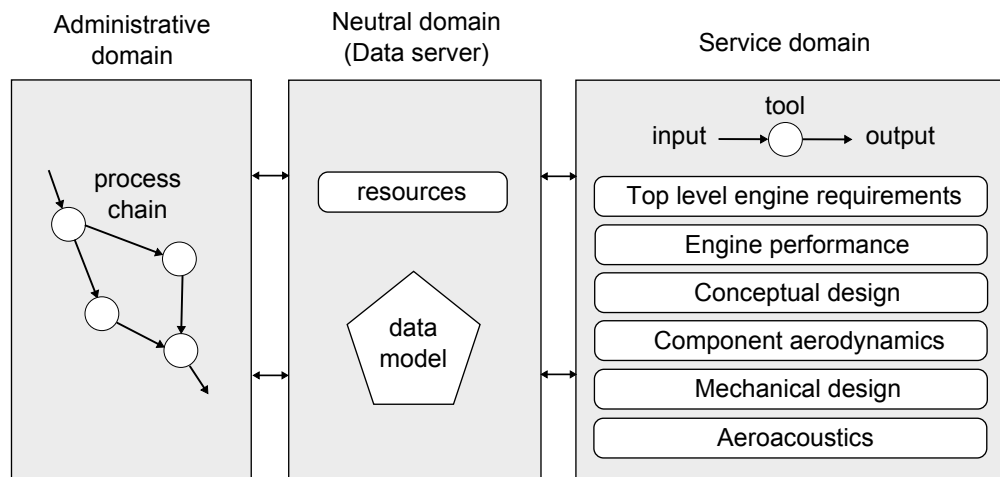 Administrative
domain
Neutral domain
(Data server)
Service domain
process
chain
resources
data
model
tool
input
output
Top level engine requirements
Engine performance
Conceptual design
Component aerodynamics
Mechanical design
Aeroacoustics